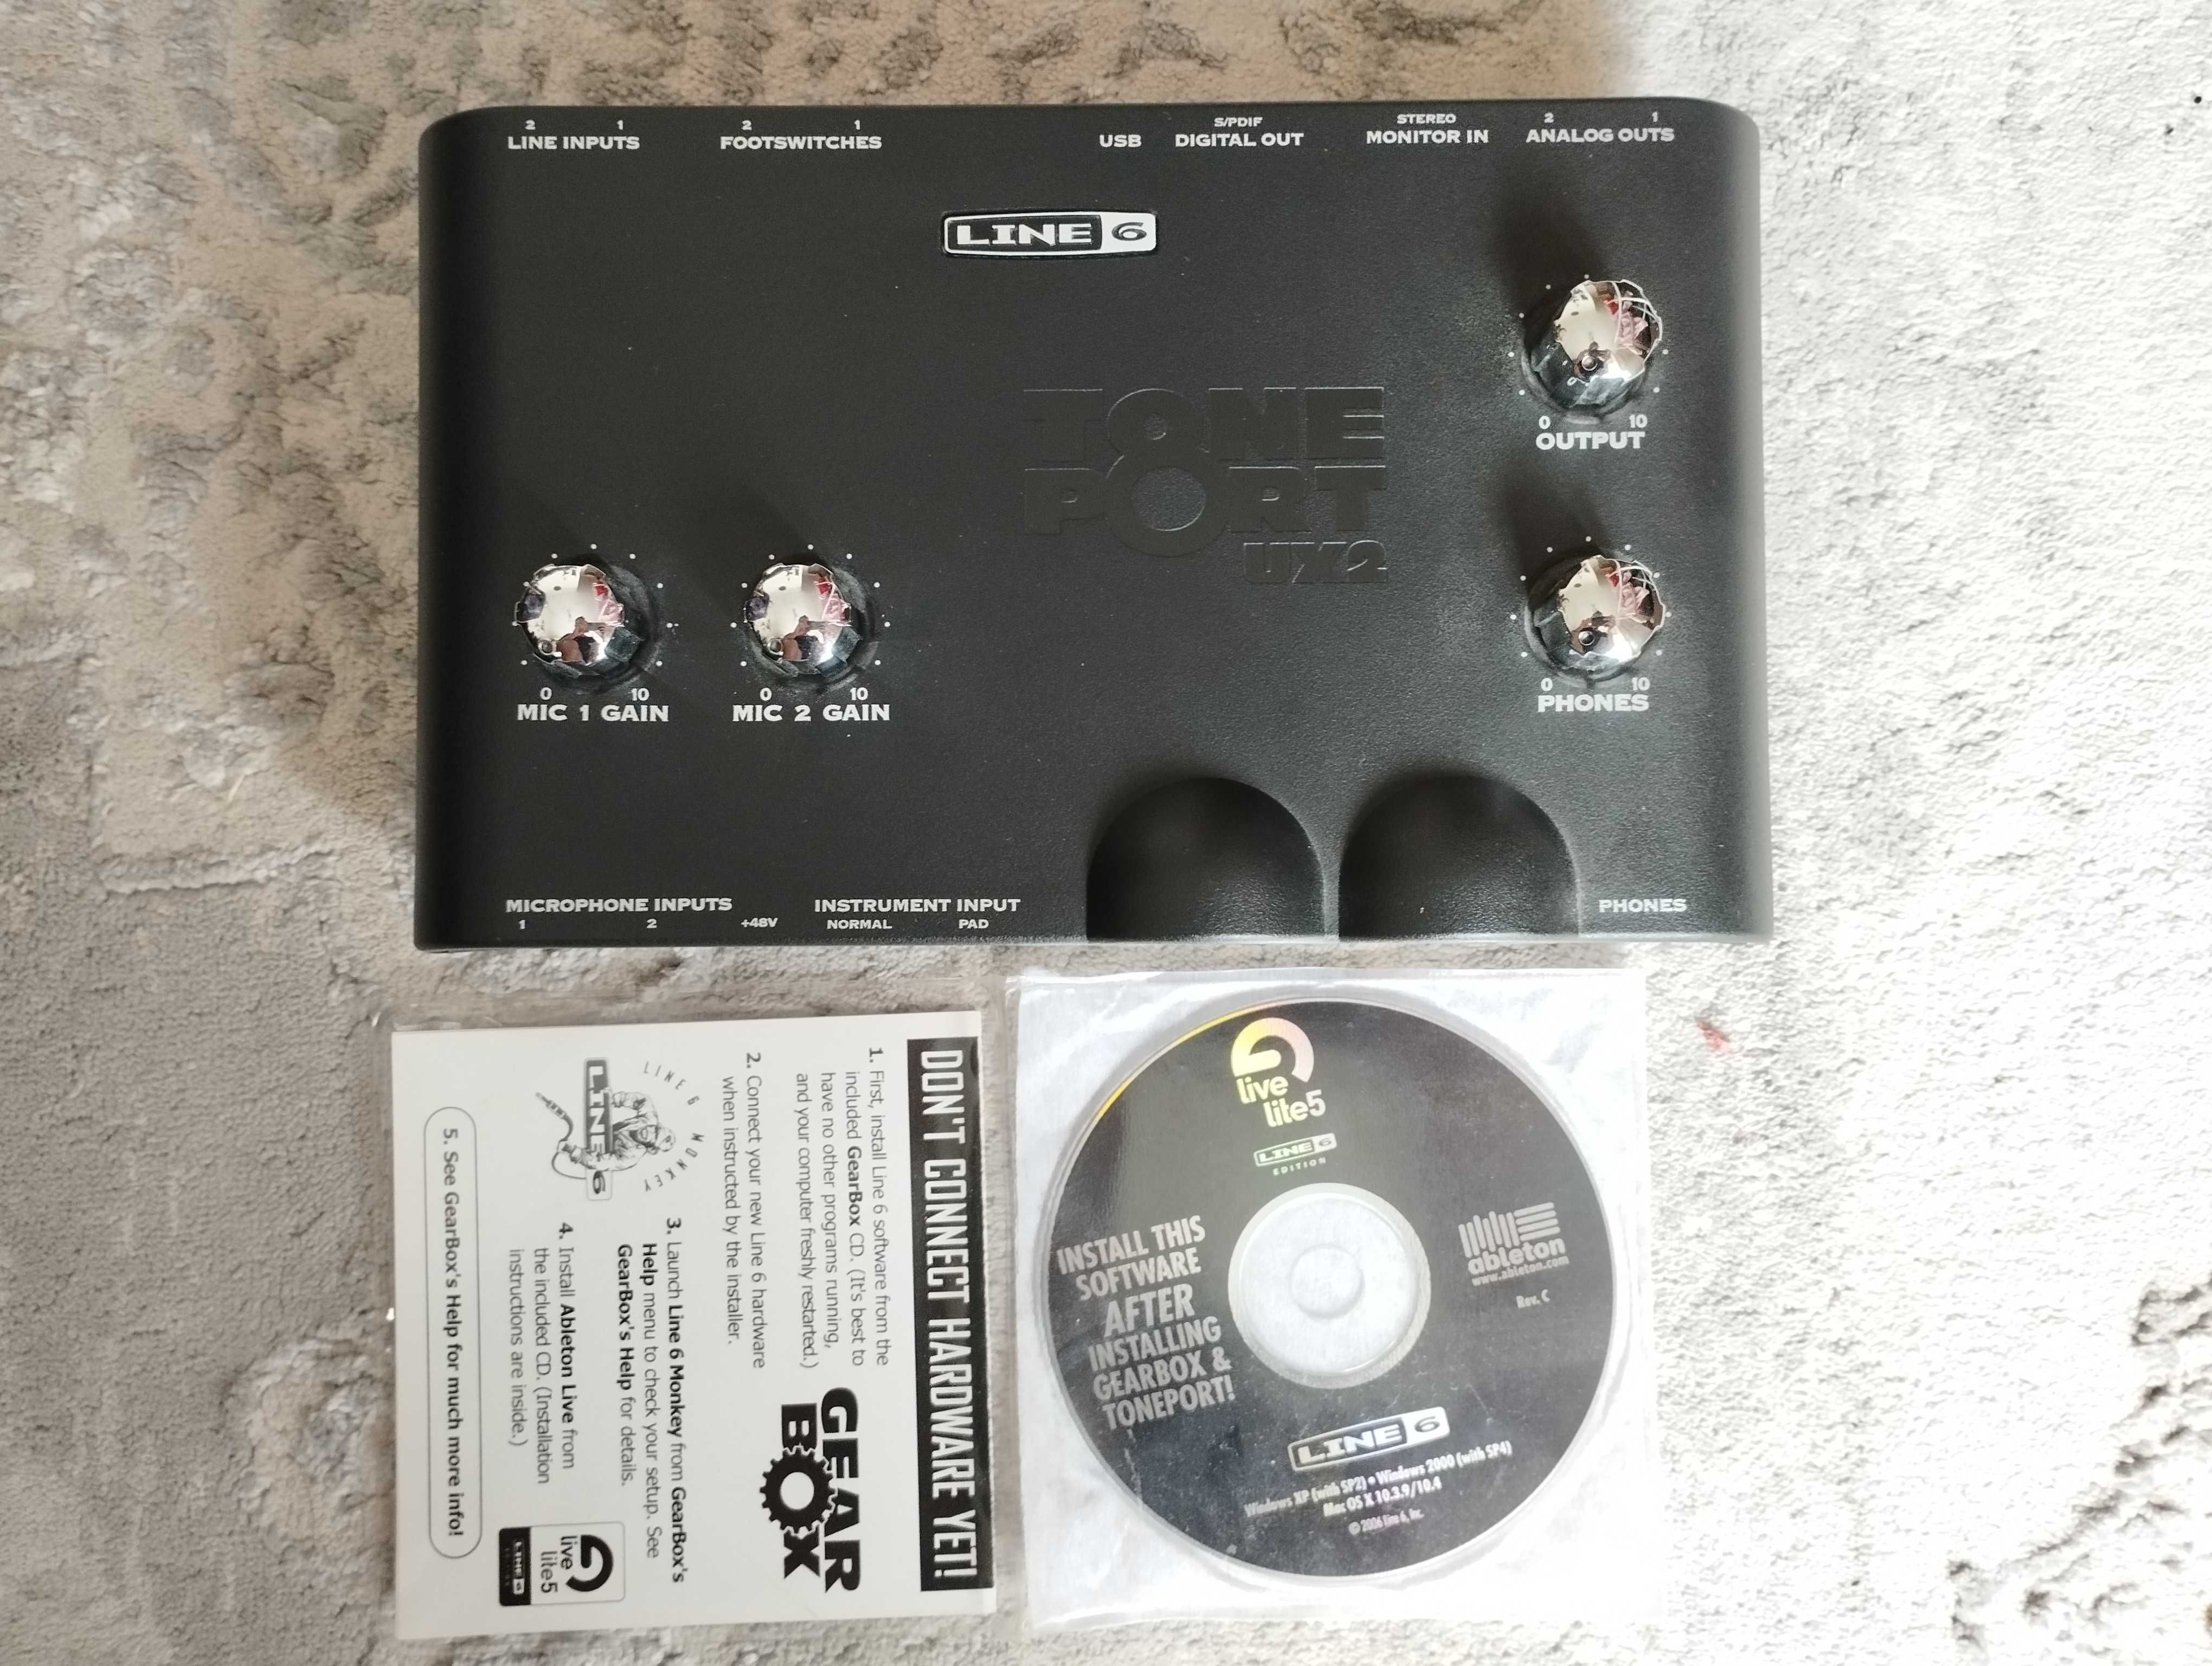 2 1
LINE INPUTS
2 1
FOOTSWITCHES
USB
S/PDIF
DIGITAL OUT
STEREO
MONITOR IN
2 1
ANALOG OUTS
LINE 6
TONE
PORT
UX2
0 10
OUTPUT
0 10
MIC 1 GAIN
0 10
MIC 2 GAIN
0 10
PHONES
MICROPHONE INPUTS
1 2 +48V
INSTRUMENT INPUT
NORMAL PAD
PHONES
DON'T CONNECT HARDWARE YET!
1. First, install Line 6 software from the
included GearBox CD. (It's best to
have no other programs running,
and your computer freshly restarted.)
2. Connect your new Line 6 hardware
when instructed by the installer.
GEAR
BOX
LINE 6 MONKEY
LINE 6
3. Launch Line 6 Monkey from GearBox's
Help menu to check your setup. See
GearBox's Help for details.
4. Install Ableton Live from
the included CD. (Installation
instructions are inside.)
live
lite5
LINE 6
5. See GearBox's Help for much more info!
live
lite5
LINE 6
EDITION
INSTALL THIS
SOFTWARE
AFTER
INSTALLING
GEARBOX &
TONEPORT!
ableton
www.ableton.com
Rev. C
LINE 6
Windows XP (with SP2) • Windows 2000 (with SP4)
Mac OS X 10.3.9/10.4
© 2006 Line 6, Inc.